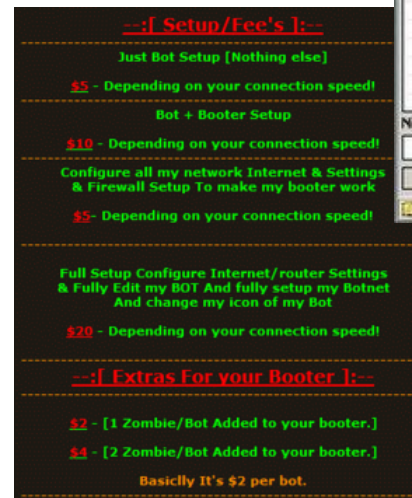 --:[ Setup/Fee's ]:--
Just Bot Setup [Nothing else]
$5 - Depending on your connection speed!
Bot + Booter Setup
$10 - Depending on your connection speed!
Configure all my network Internet & Settings
& Firewall Setup To make my booter work
$5- Depending on your connection speed!
Full Setup Configure Internet/router Settings
& Fully Edit my BOT And fully setup my Botnet
And change my icon of my Bot
$20 - Depending on your connection speed!
--:[ Extras For your Booter ]:--
$2 - [1 Zombie/Bot Added to your booter.]
$4 - [2 Zombie/Bot Added to your booter.]
Basiclly It's $2 per bot.